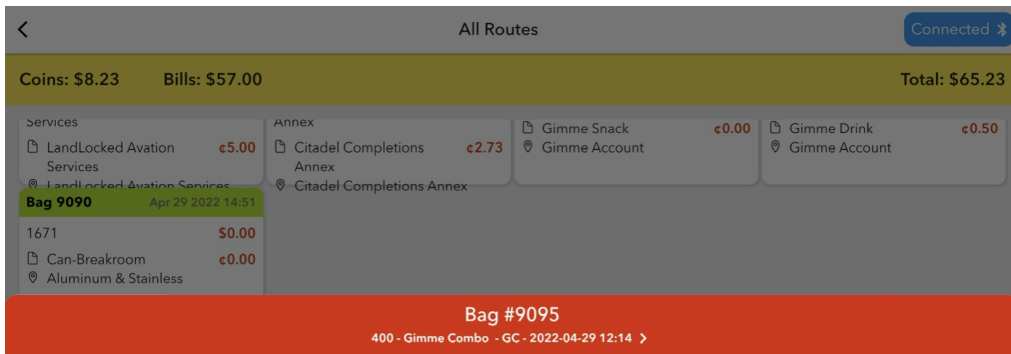 All Routes
Connected
Coins: $8.23 Bills: $57.00 Total: $65.23
Services
LandLocked Avation ¢5.00
Services
LandLocked Avation Services
Annex
Citadel Completions ¢2.73
Annex
Citadel Completions Annex
Gimme Snack ¢0.00
Gimme Account
Gimme Drink ¢0.50
Gimme Account
Bag 9090 Apr 29 2022 14:51
1671 $0.00
Can-Breakroom ¢0.00
Aluminum & Stainless
Bag #9095
400 - Gimme Combo - GC - 2022-04-29 12:14